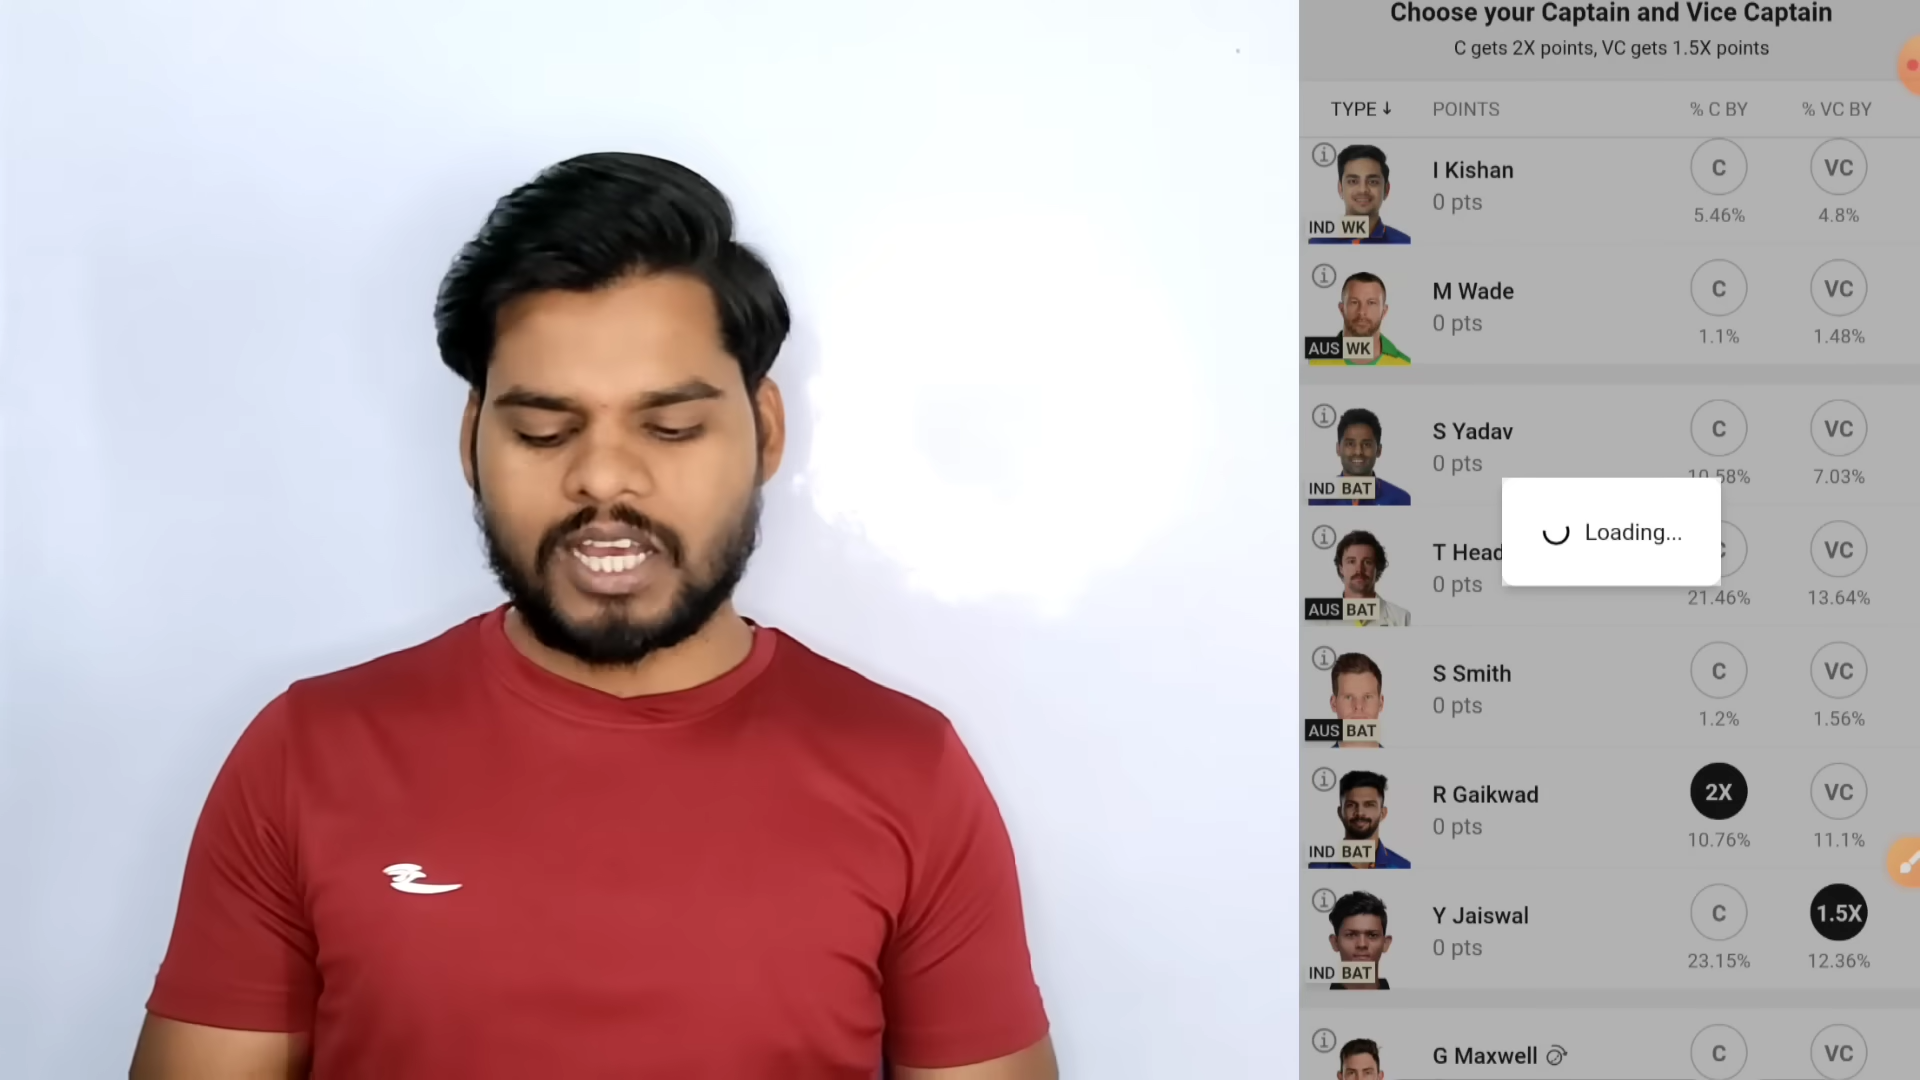 Choose your Captain and Vice Captain
C gets 2X points, VC gets 1.5X points
TYPE↓ POINTS % C BY % VC BY
I Kishan
0 pts
C VC
5.46% 4.8%
IND WK
M Wade
0 pts
C VC
1.1% 1.48%
AUS WK
S Yadav
0 pts
C VC
10.58% 7.03%
IND BAT
Loading...
T Head
0 pts
VC
21.46% 13.64%
AUS BAT
S Smith
0 pts
C VC
1.2% 1.56%
AUS BAT
R Gaikwad
0 pts
2X VC
10.76% 11.1%
IND BAT
Y Jaiswal
0 pts
C 1.5X
23.15% 12.36%
IND BAT
G Maxwell
C VC